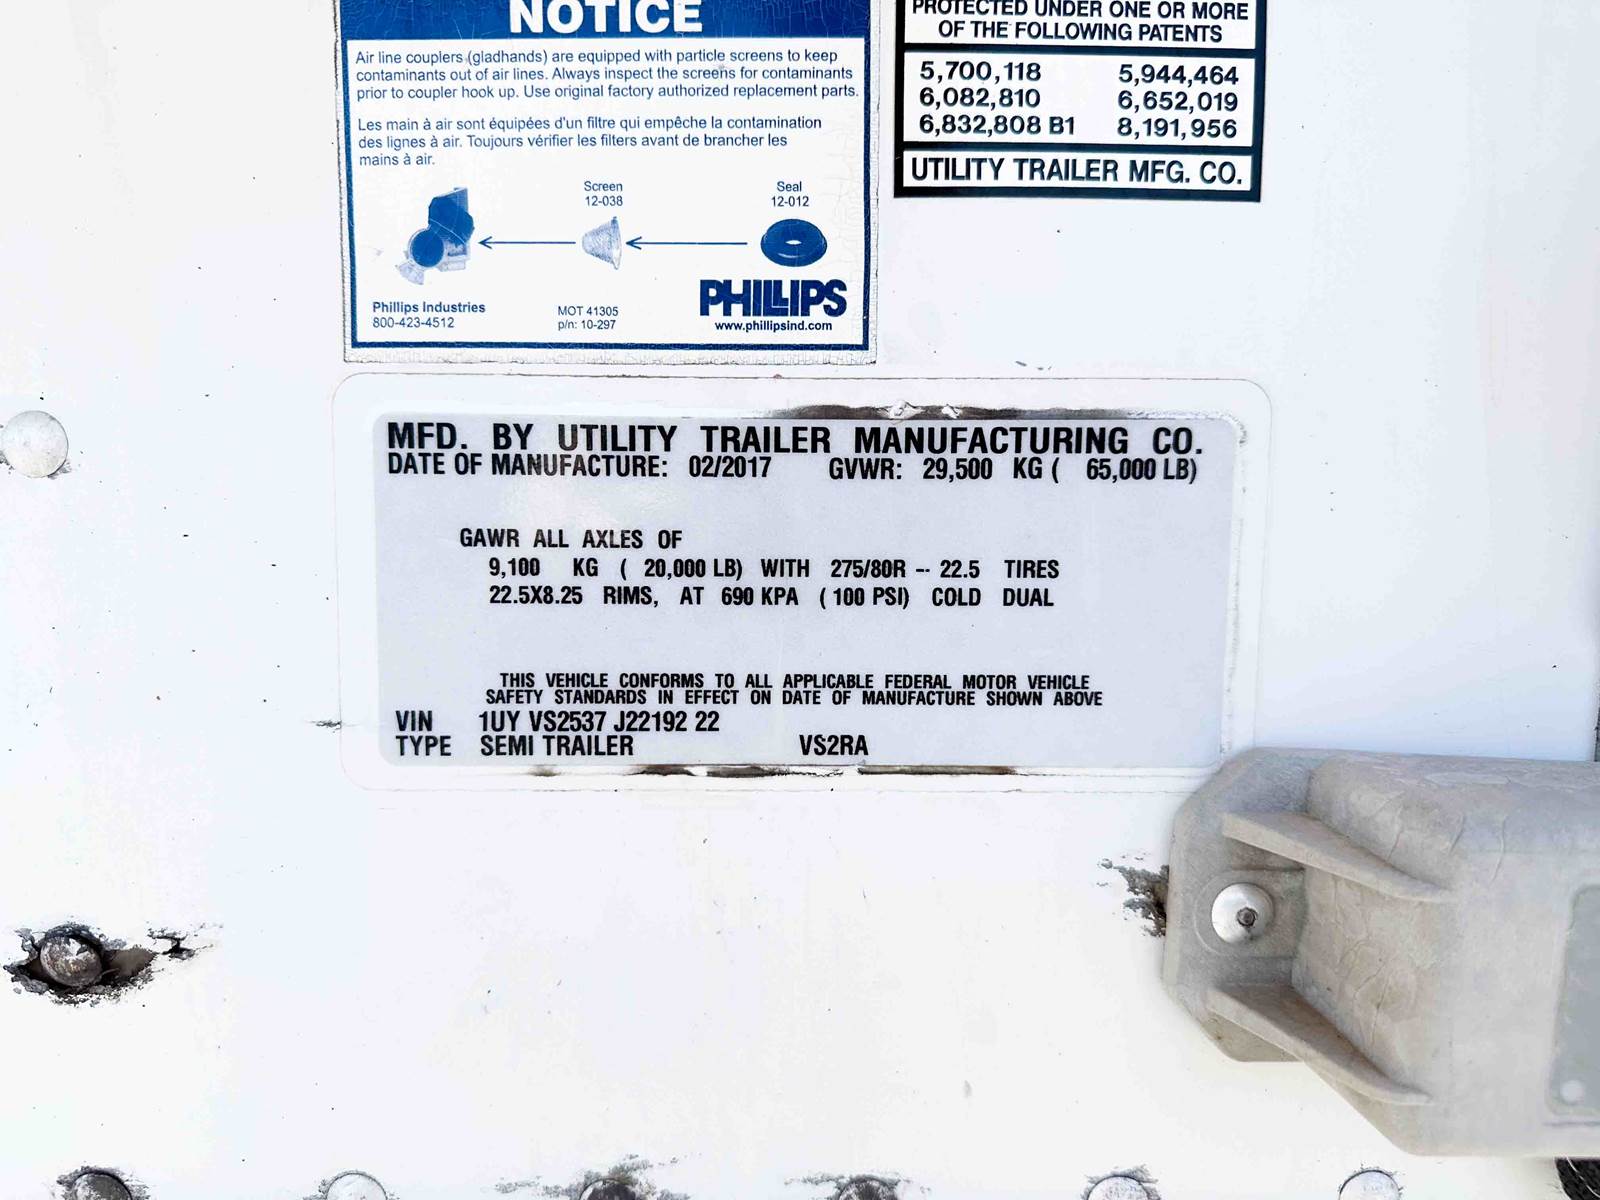 NOTICE
Air line couplers (gladhands) are equipped with particle screens to keep
contaminants out of air lines. Always inspect the screens for contaminants
prior to coupler hook up. Use original factory authorized replacement parts.
Les main à air sont équipées d'un filtre qui empêche la contamination
des lignes à air. Toujours vérifier les filters avant de brancher les
mains à air.
Screen
12-038
Seal
12-012
Phillips Industries
800-423-4512
MOT 41305
p/n: 10-297
PHILLIPS
www.phillipsind.com
PROTECTED UNDER ONE OR MORE
OF THE FOLLOWING PATENTS
5,700,118 5,944,464
6,082,810 6,652,019
6,832,808 B1 8,191,956
UTILITY TRAILER MFG. CO.
MFD. BY UTILITY TRAILER MANUFACTURING CO.
DATE OF MANUFACTURE: 02/2017 GVWR: 29,500 KG ( 65,000 LB)
GAWR ALL AXLES OF
9,100 KG ( 20,000 LB) WITH 275/80R -- 22.5 TIRES
22.5X8.25 RIMS, AT 690 KPA ( 100 PSI) COLD DUAL
THIS VEHICLE CONFORMS TO ALL APPLICABLE FEDERAL MOTOR VEHICLE
SAFETY STANDARDS IN EFFECT ON DATE OF MANUFACTURE SHOWN ABOVE
VIN 1UY VS2537 J22192 22
TYPE SEMI TRAILER VS2RA